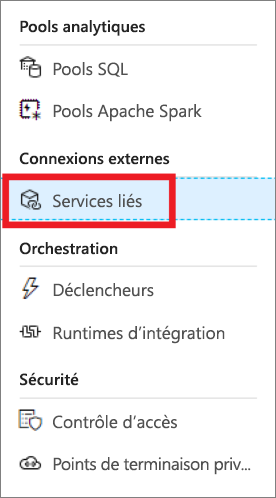 Pools analytiques
Pools SQL
Pools Apache Spark
Connexions externes
Services liés
Orchestration
Déclencheurs
Runtimes d’intégration
Sécurité
Contrôle d’accès
Points de terminaison priv...